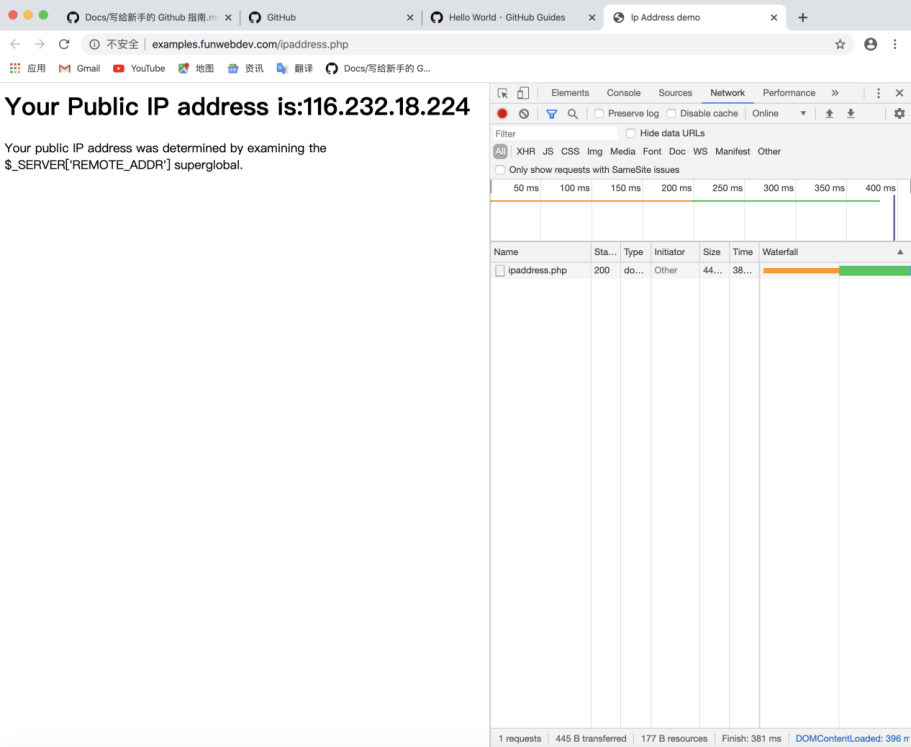 Docs/写给新手的 Github 指南.m
GitHub
Hello World · GitHub Guides
Ip Address demo
不安全 examples.funwebdev.com/ipaddress.php
应用 Gmail YouTube 地图 资讯 翻译 Docs/写给新手的 G...
Your Public IP address is:116.232.18.224
Your public IP address was determined by examining the
$_SERVER['REMOTE_ADDR'] superglobal.
Elements Console Sources Network Performance
Preserve log Disable cache Online
Filter Hide data URLs
All XHR JS CSS Img Media Font Doc WS Manifest Other
Only show requests with SameSite issues
50 ms 100 ms 150 ms 200 ms 250 ms 300 ms 350 ms 400 ms
Name Sta... Type Initiator Size Time Waterfall
ipaddress.php 200 do... Other 44... 38...
1 requests 445 B transferred 177 B resources Finish: 381 ms DOMContentLoaded: 396 m